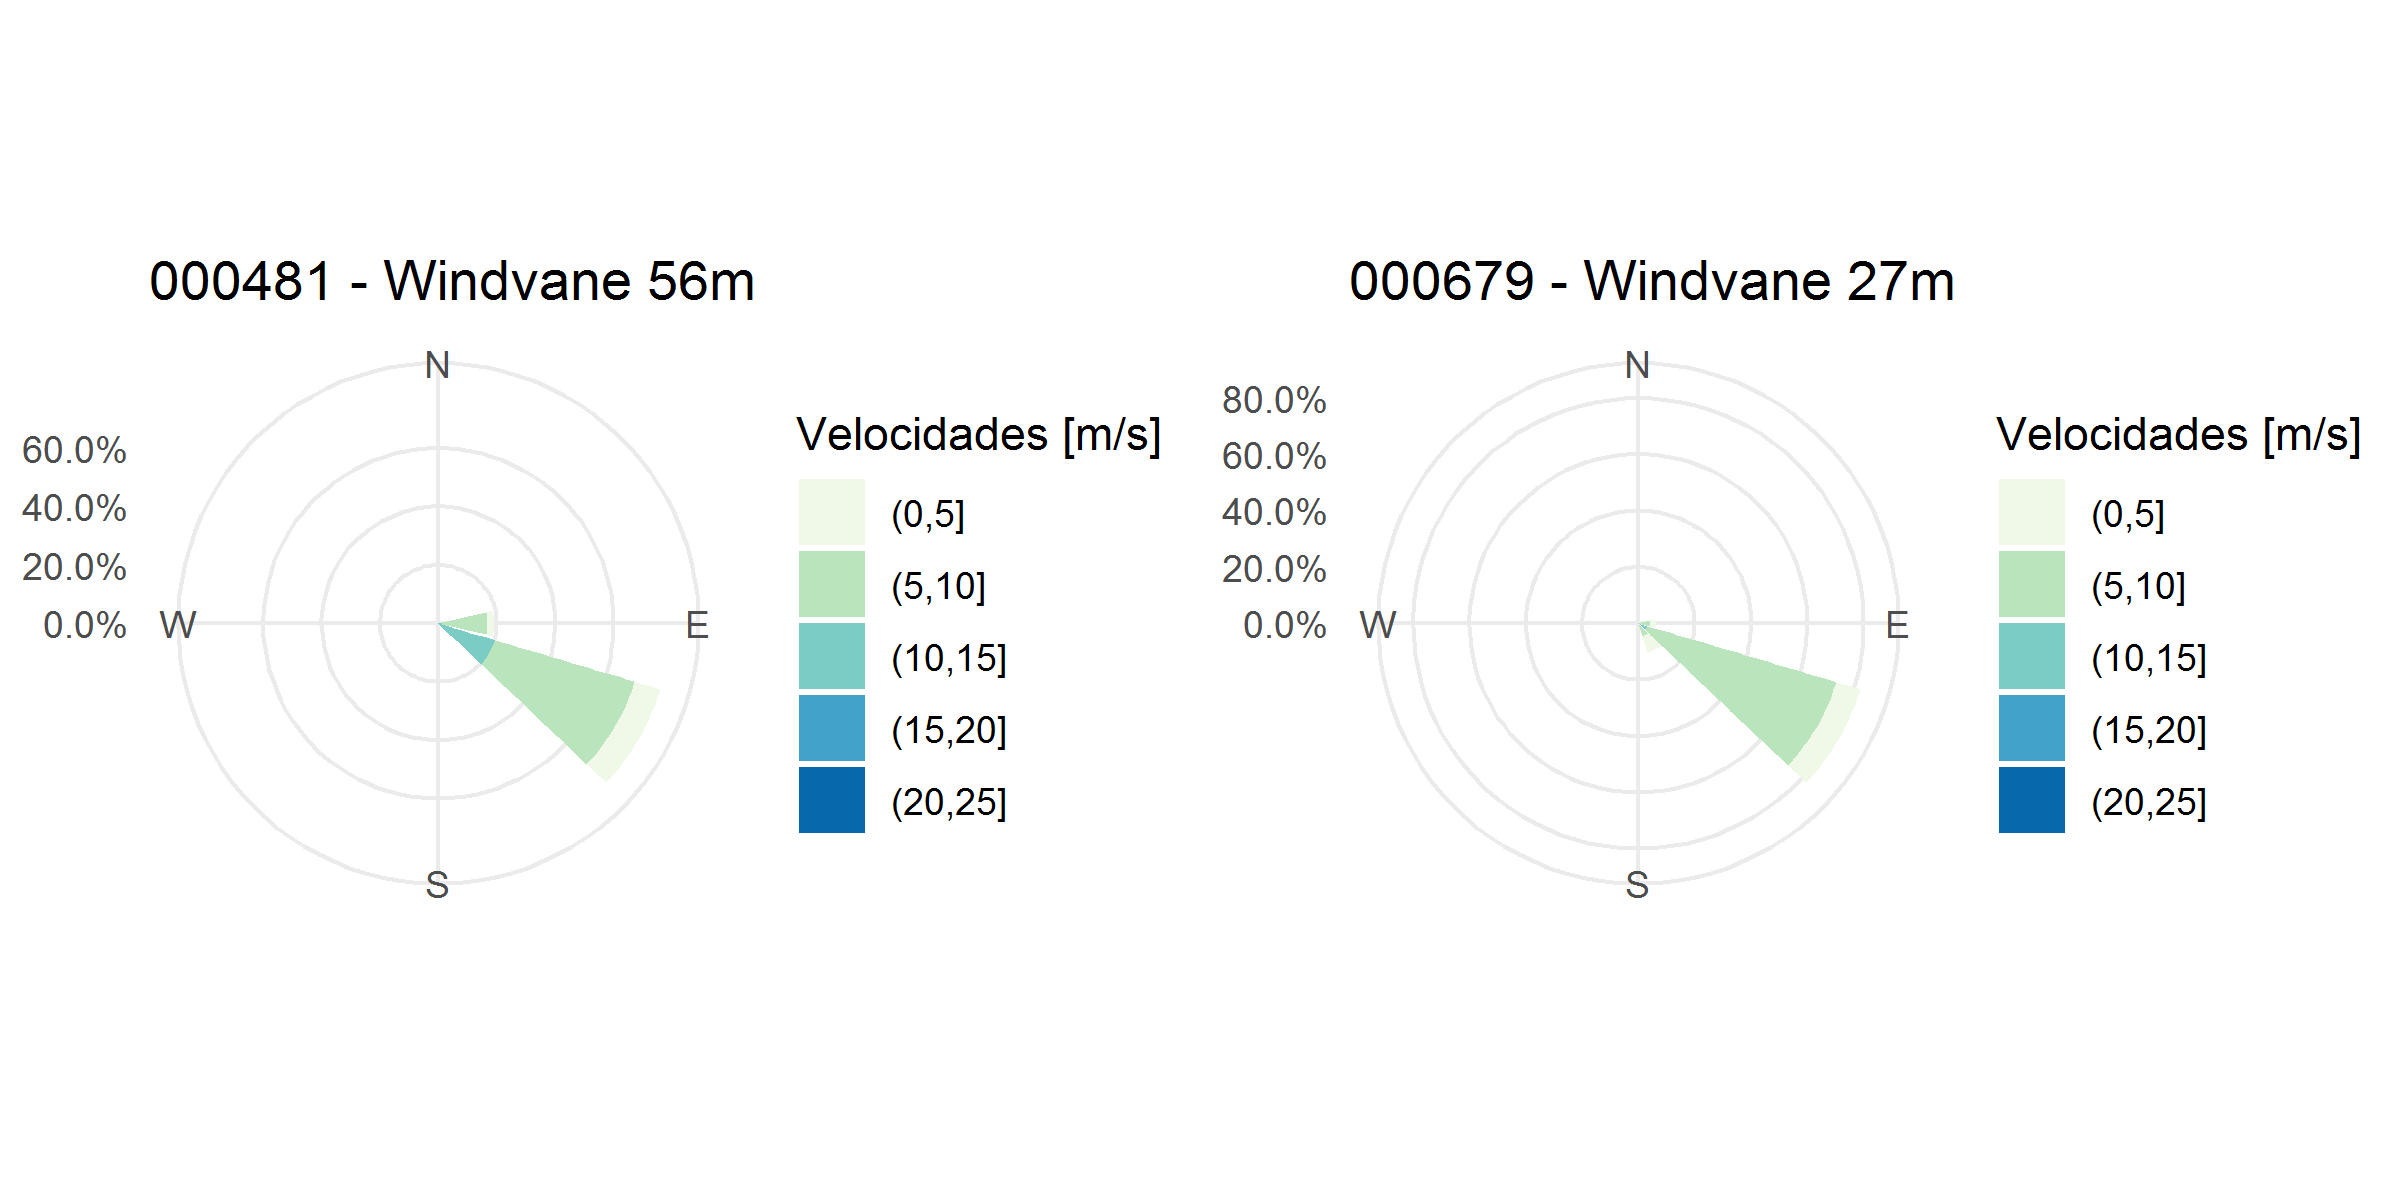 000481 - Windvane 56m
N
60.0%
40.0%
20.0%
0.0%
W
E
S
Velocidades [m/s]
(0,5]
(5,10]
(10,15]
(15,20]
(20,25]
000679 - Windvane 27m
N
80.0%
60.0%
40.0%
20.0%
0.0%
W
E
S
Velocidades [m/s]
(0,5]
(5,10]
(10,15]
(15,20]
(20,25]